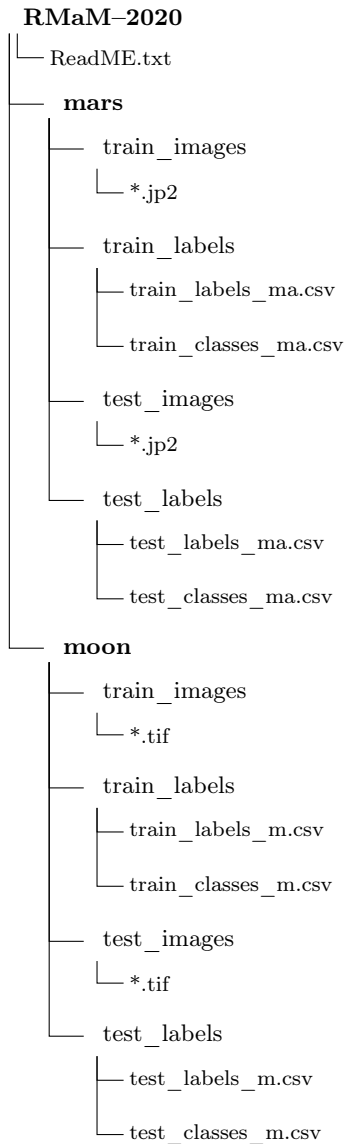 RMaM–2020
ReadME.txt
mars
train_images
*.jp2
train_labels
train_labels_ma.csv
train_classes_ma.csv
test_images
*.jp2
test_labels
test_labels_ma.csv
test_classes_ma.csv
moon
train_images
*.tif
train_labels
train_labels_m.csv
train_classes_m.csv
test_images
*.tif
test_labels
test_labels_m.csv
test_classes_m.csv